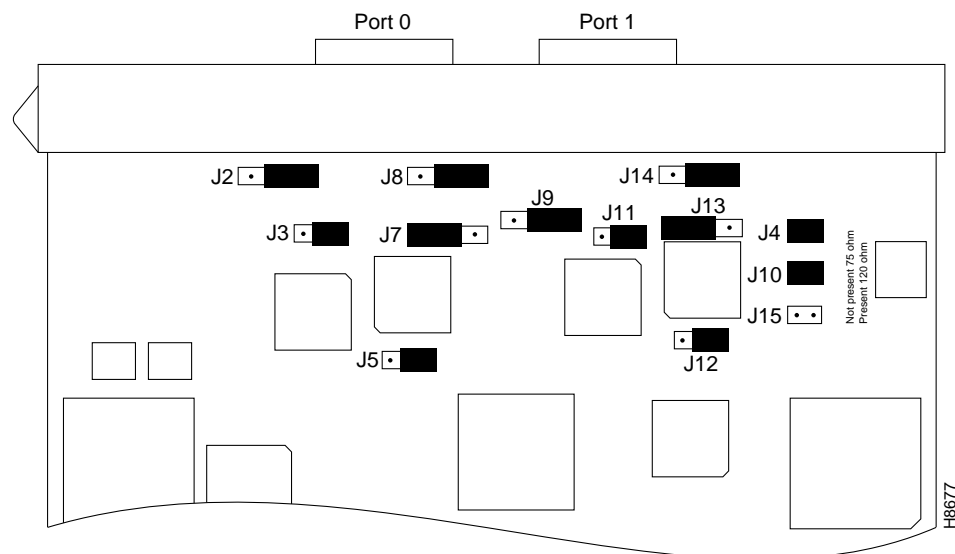 Port 0
Port 1
J2
J8
J14
J9
J11
J13
J3
J7
J4
J10
J15
Not present 75 ohm
Present 120 ohm
J12
J5
H8677